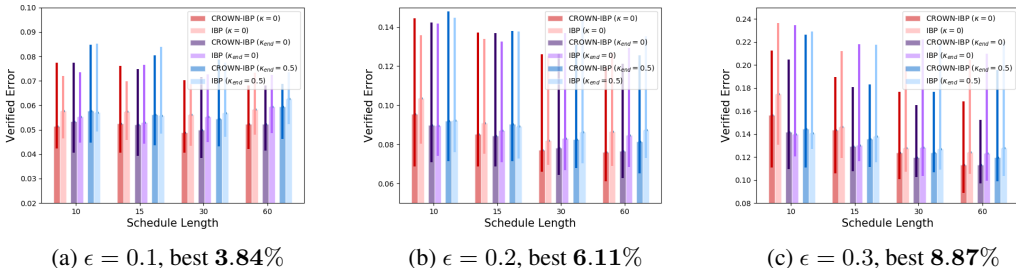 0.10
0.09
0.08
0.07
0.06
0.05
0.04
0.03
0.02
Verified Error
10
15
30
60
Schedule Length
CROWN-IBP (κ = 0)
IBP (κ = 0)
CROWN-IBP (κend = 0)
IBP (κend = 0)
CROWN-IBP (κend = 0.5)
IBP (κend = 0.5)
(a) ϵ = 0.1, best 3.84%
0.14
0.12
0.10
0.08
0.06
Verified Error
10
15
30
60
Schedule Length
CROWN-IBP (κ = 0)
IBP (κ = 0)
CROWN-IBP (κend = 0)
IBP (κend = 0)
CROWN-IBP (κend = 0.5)
IBP (κend = 0.5)
(b) ϵ = 0.2, best 6.11%
0.24
0.22
0.20
0.18
0.16
0.14
0.12
0.10
0.08
Verified Error
10
15
30
60
Schedule Length
CROWN-IBP (κ = 0)
IBP (κ = 0)
CROWN-IBP (κend = 0)
IBP (κend = 0)
CROWN-IBP (κend = 0.5)
IBP (κend = 0.5)
(c) ϵ = 0.3, best 8.87%